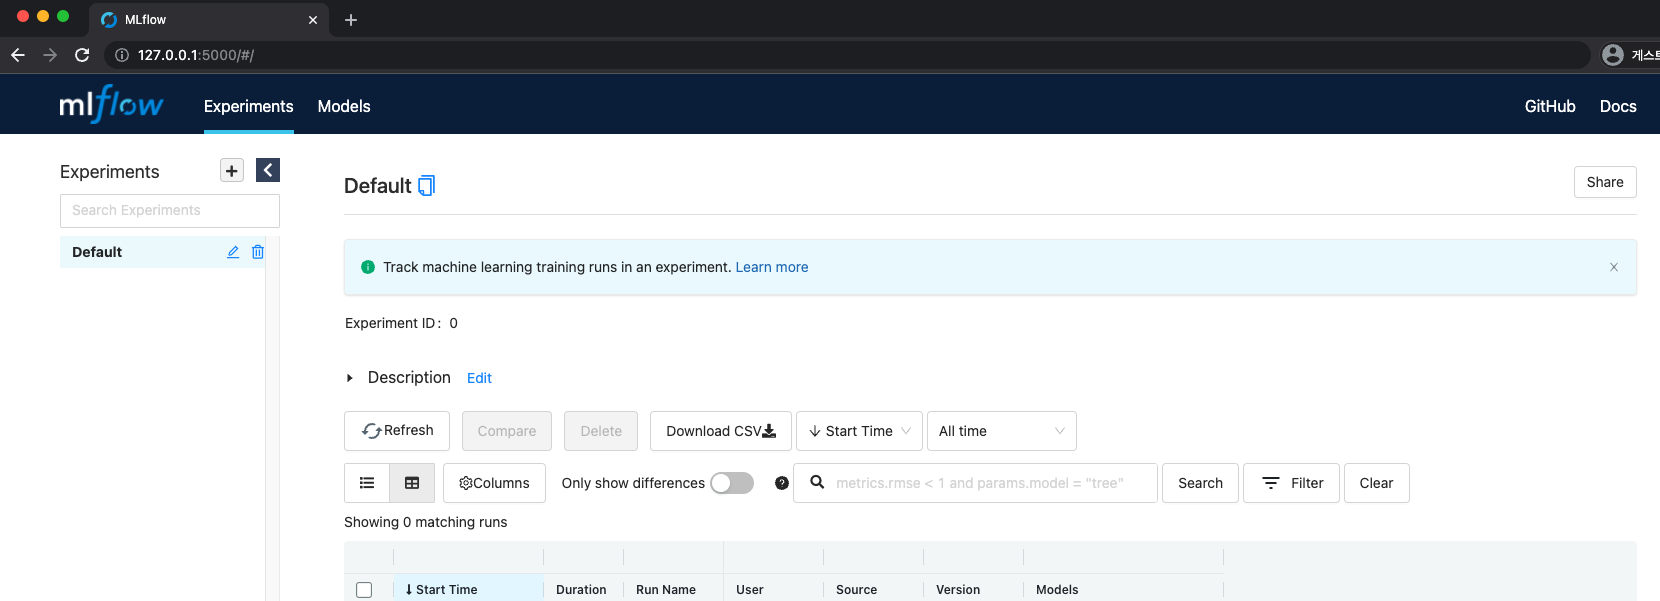 MLflow
127.0.0.1:5000/#/
게스트
mlflow Experiments Models GitHub Docs
Experiments
Search Experiments
Default
Default
Share
Track machine learning training runs in an experiment. Learn more
Experiment ID: 0
Description Edit
Refresh Compare Delete Download CSV Start Time All time
Columns Only show differences metrics.rmse < 1 and params.model = "tree" Search Filter Clear
Showing 0 matching runs
Start Time Duration Run Name User Source Version Models